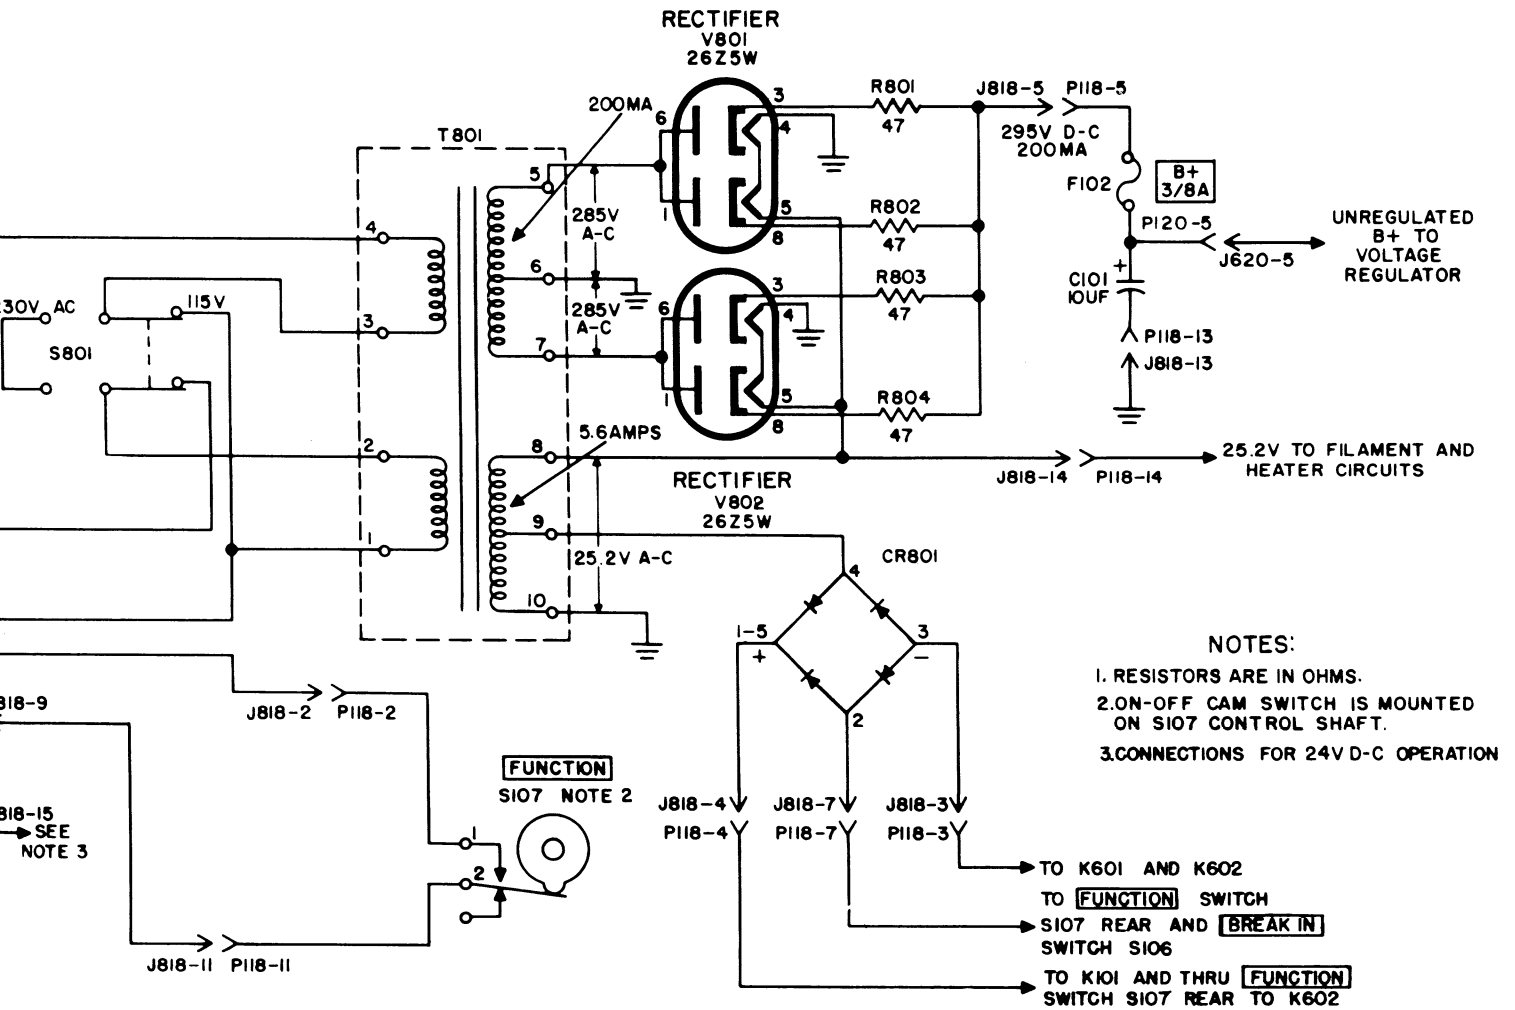 RECTIFIER
V801
26Z5W
200MA
T801
R801
47
J818-5 P118-5
295V D-C
200MA
F102
B+
3/8A
3
4
5
8
6
1
R802
47
R803
47
R804
47
P120-5
J620-5
UNREGULATED
B+ TO
VOLTAGE
REGULATOR
C101
10UF
+
P118-13
J818-13
4
3
2
1
5
6
7
8
9
10
285V
A-C
285V
A-C
230V AC
115V
S801
3
4
5
8
6
1
5.6AMPS
RECTIFIER
V802
26Z5W
J818-14 P118-14
25.2V TO FILAMENT AND
HEATER CIRCUITS
25.2V A-C
CR801
4
1-5
+
3
−
2
NOTES:
1. RESISTORS ARE IN OHMS.
2.ON-OFF CAM SWITCH IS MOUNTED
ON S107 CONTROL SHAFT.
3.CONNECTIONS FOR 24V D-C OPERATION
818-9
J818-2 P118-2
FUNCTION
S107 NOTE 2
818-15
SEE
NOTE 3
1
2
J818-11 P118-11
J818-4 J818-7 J818-3
P118-4 P118-7 P118-3
TO K601 AND K602
TO FUNCTION SWITCH
S107 REAR AND BREAK IN
SWITCH S106
TO K101 AND THRU FUNCTION
SWITCH S107 REAR TO K602